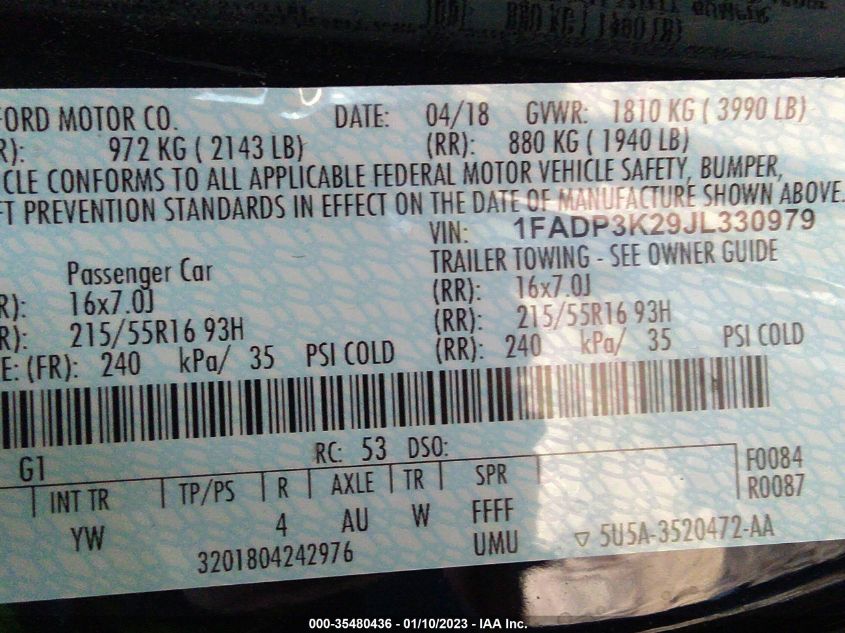 880 KG ( 1940 LB)
FORD MOTOR CO. DATE: 04/18 GVWR: 1810 KG ( 3990 LB)
R): 972 KG ( 2143 LB) (RR): 880 KG ( 1940 LB)
CLE CONFORMS TO ALL APPLICABLE FEDERAL MOTOR VEHICLE SAFETY, BUMPER,
FT PREVENTION STANDARDS IN EFFECT ON THE DATE OF MANUFACTURE SHOWN ABOVE.
VIN: 1FADP3K29JL330979
Passenger Car TRAILER TOWING - SEE OWNER GUIDE
R): 16x7.0J (RR): 16x7.0J
R): 215/55R16 93H (RR): 215/55R16 93H
E: (FR): 240 kPa/ 35 PSI COLD (RR): 240 kPa/ 35 PSI COLD
G1 RC: 53 DSO:
INT TR TP/PS R AXLE TR SPR F0084
R0087
YW 4 AU W FFFF
UMU ▽ 5U5A-3520472-AA
3201804242976
000-35480436 - 01/10/2023 - IAA Inc.